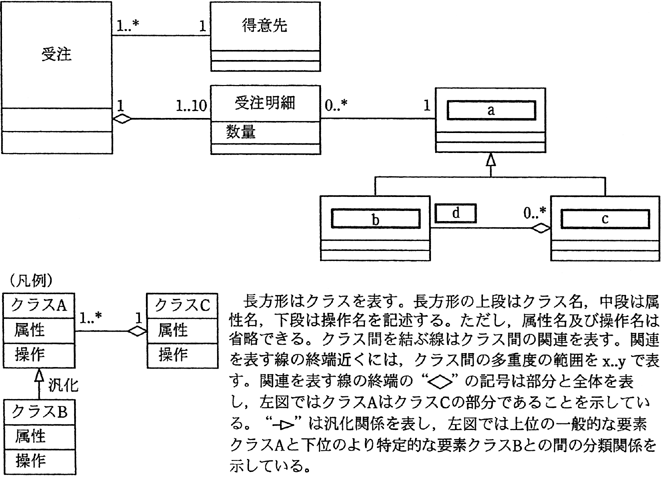 1..*
1
得意先
受注
1
1..10
受注明細
0..*
1
a
数量
b
d
0..*
c
(凡例)
クラスA
1..*
1
クラスC
属性
属性
操作
操作
汎化
クラスB
属性
操作
長方形はクラスを表す。長方形の上段はクラス名，中段は属
性名，下段は操作名を記述する。ただし，属性名及び操作名は
省略できる。クラス間を結ぶ線はクラス間の関連を表す。関連
を表す線の終端近くには，クラス間の多重度の範囲を x..y で表
す。関連を表す線の終端の“◇”の記号は部分と全体を表
し，左図ではクラスAはクラスCの部分であることを示してい
る。“─▷”は汎化関係を表し，左図では上位の一般的な要素
クラスAと下位のより特定的な要素クラスBとの間の分類関係を
示している。